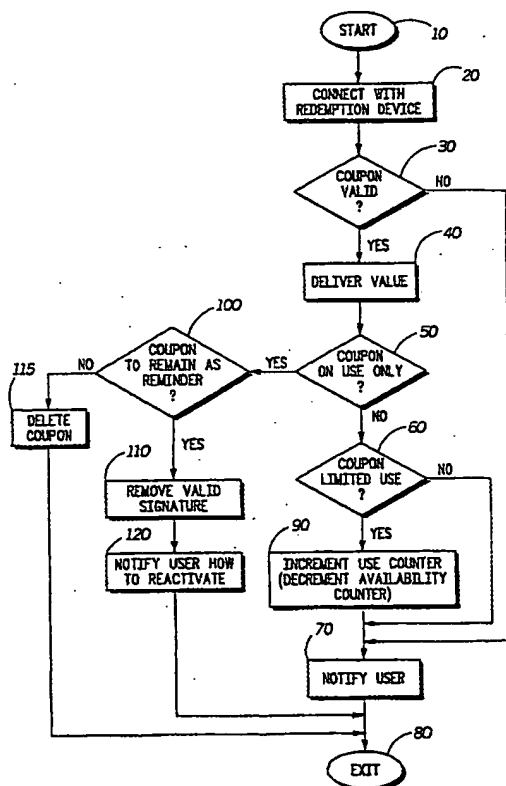 START
10
20
CONNECT WITH
REDEMPTION DEVICE
30
COUPON
VALID
?
NO
YES
40
DELIVER VALUE
100
50
COUPON
TO REMAIN AS
REMINDER
?
NO
YES
COUPON
ON USE ONLY
?
115
DELETE
COUPON
NO
60
YES
COUPON
LIMITED USE
?
NO
110
REMOVE VALID
SIGNATURE
YES
90
120
NOTIFY USER HOW
TO REACTIVATE
INCREMENT USE COUNTER
(DECREMENT AVAILABILITY
COUNTER)
70
NOTIFY USER
80
EXIT